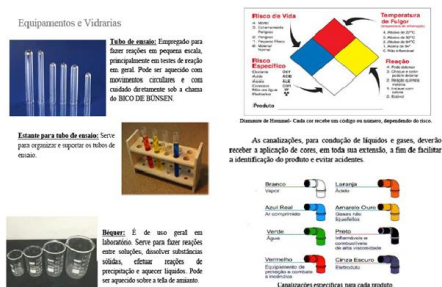 Equipamentos e Vidrarias
Tubo de ensaio: Empregado para
fazer reações em pequena escala,
principalmente em testes de reação
em geral. Pode ser aquecido com
movimentos circulares e com
cuidado diretamente sob a chama
do BICO DE BÜNSEN.
Estante para tubo de ensaio: Serve
para organizar e suportar os tubos de
ensaio.
Béquer: É de uso geral em
laboratório. Serve para fazer reações
entre soluções, dissolver substâncias
sólidas, efetuar reações de
precipitação e aquecer líquidos. Pode
ser aquecido sobre a tela de amianto.
Risco de Vida
Temperatura
de Fulgor
Risco
Específico
Reação
Produto
Diamante de Hommel- Cada cor recebe um código ou número, dependendo do risco.
As canalizações, para condução de líquidos e gases, deverão
receber a aplicação de cores, em toda sua extensão, a fim de facilitar
a identificação do produto e evitar acidentes.
Branco
Vapor
Laranja
Ácido
Azul Real
Ar comprimido
Amarelo Ouro
Gases não
liquefeitos
Verde
Água
Preto
Inflamáveis e
combustíveis
de alta
viscosidade
Vermelho
Equipamento de
proteção e combate
a incêndios
Cinza Escuro
Eletroduto
Canalizações específicas para cada produto